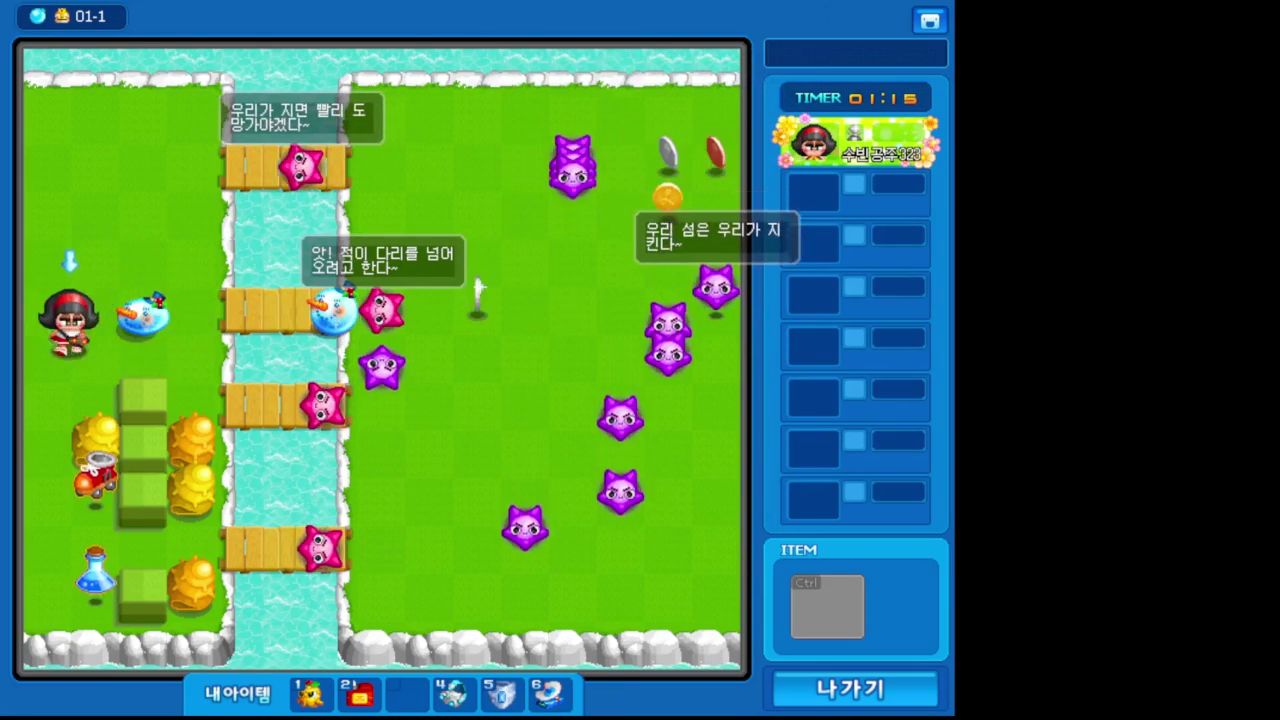 01-1
우리가 지면 빨리 도
망가야겠다~
TIMER 01:15
수빈공주323
우리 섬은 우리가 지
킨다~
앗! 적이 다리를 넘어
오려고 한다~
ITEM
Ctrl
내아이템
1
2
4
5
6
나가기